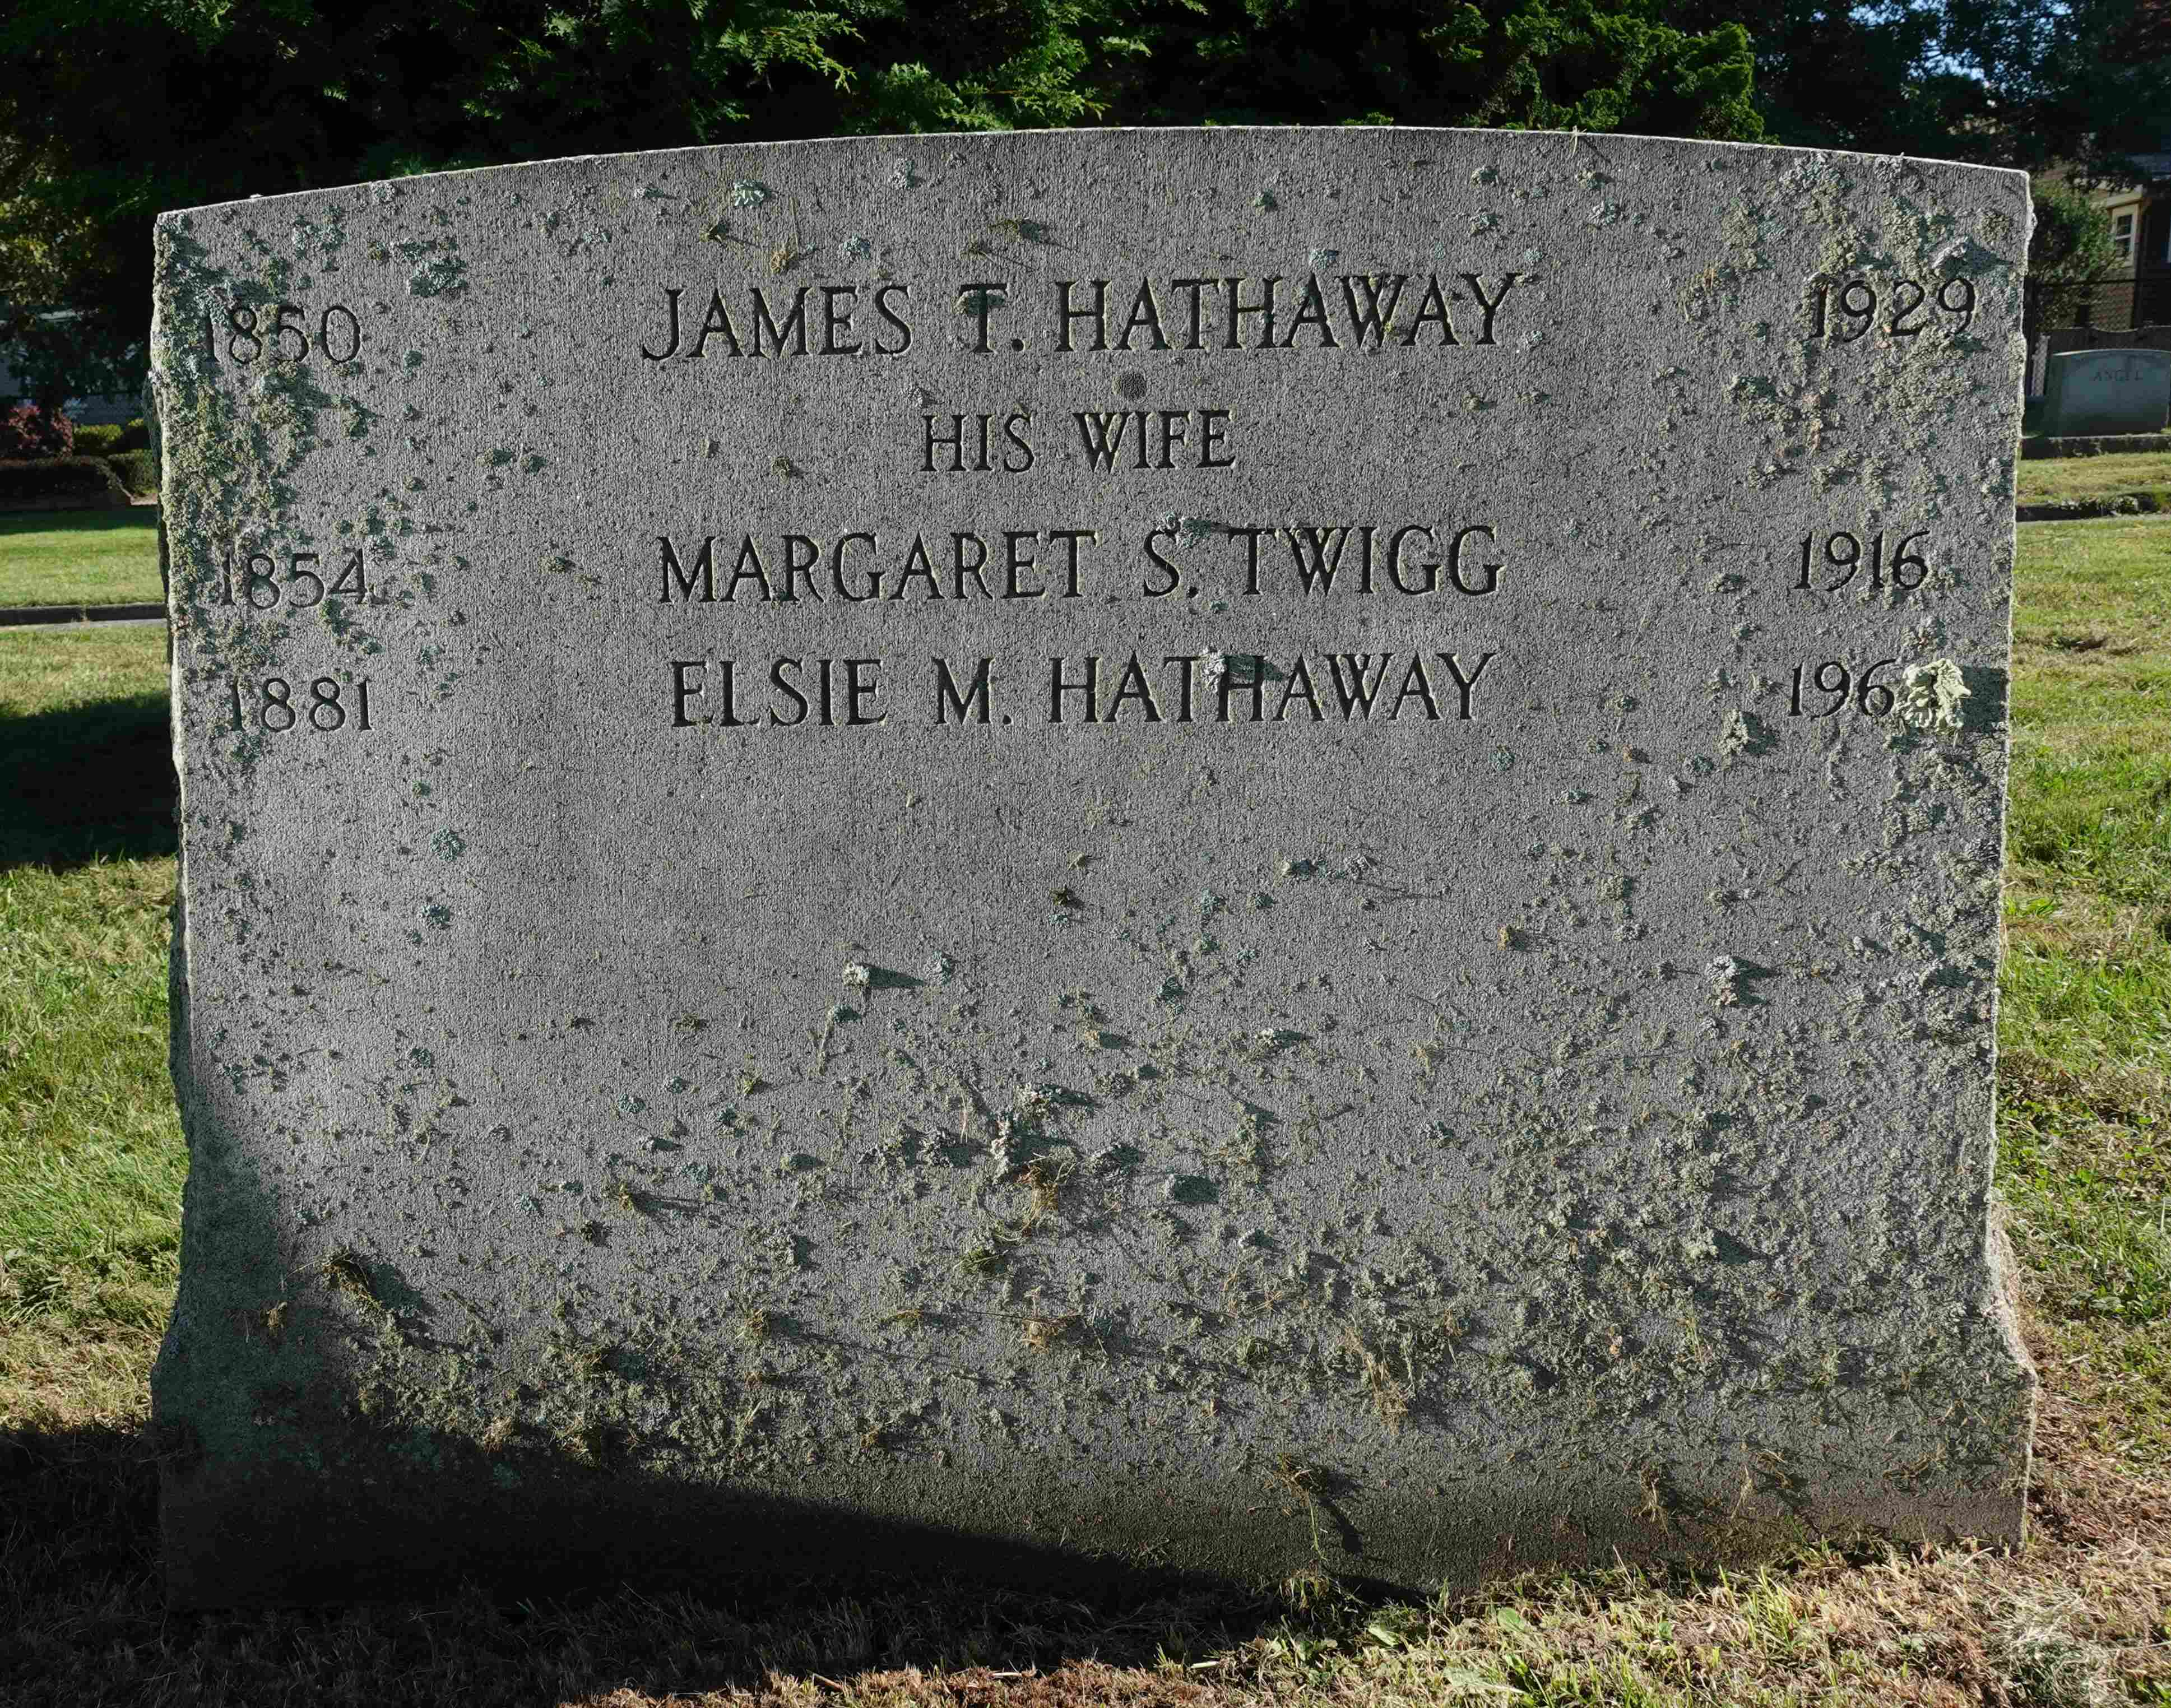 1850 JAMES T. HATHAWAY 1929
HIS WIFE
1854 MARGARET S. TWIGG 1916
1881 ELSIE M. HATHAWAY